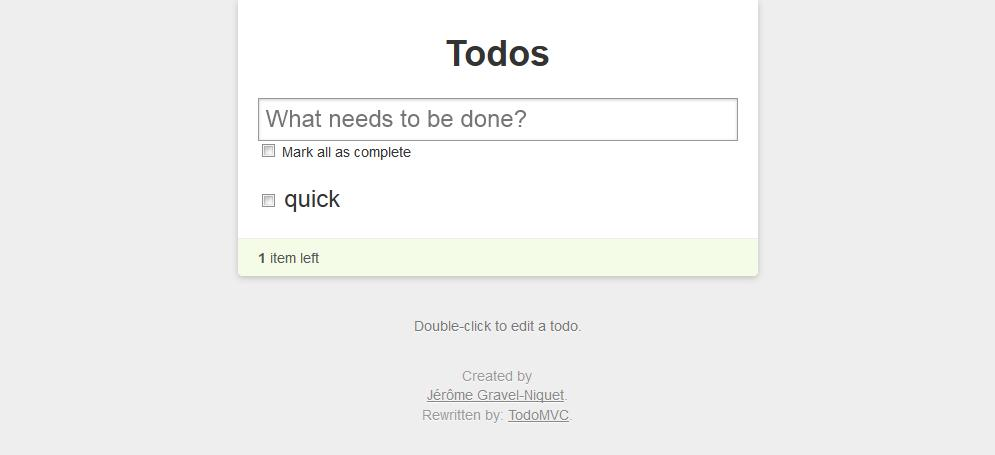 Todos
What needs to be done?
Mark all as complete
quick
1 item left
Double-click to edit a todo.
Created by
Jérôme Gravel-Niquet.
Rewritten by: TodoMVC.